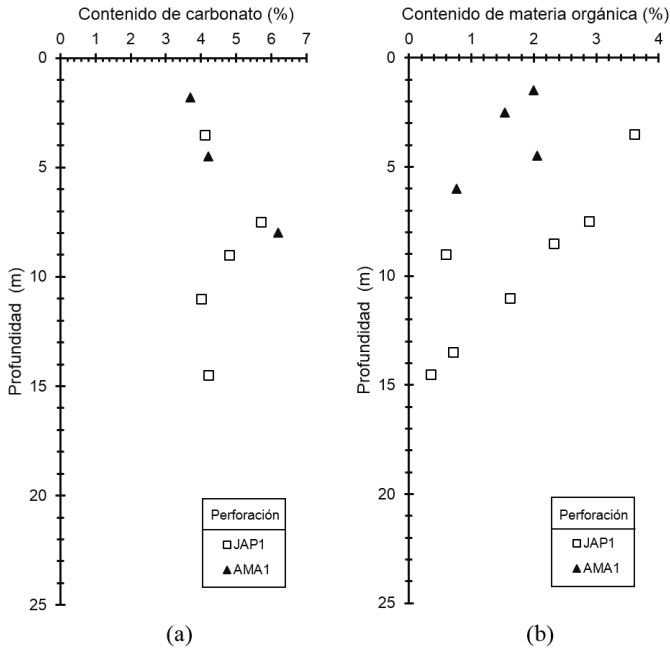 Contenido de carbonato (%)
0 1 2 3 4 5 6 7
0
5
10
15
20
25
Profundidad (m)
Perforación
JAP1
AMA1
(a)
Contenido de materia orgánica (%)
0 1 2 3 4
0
5
10
15
20
25
Profundidad (m)
Perforación
JAP1
AMA1
(b)